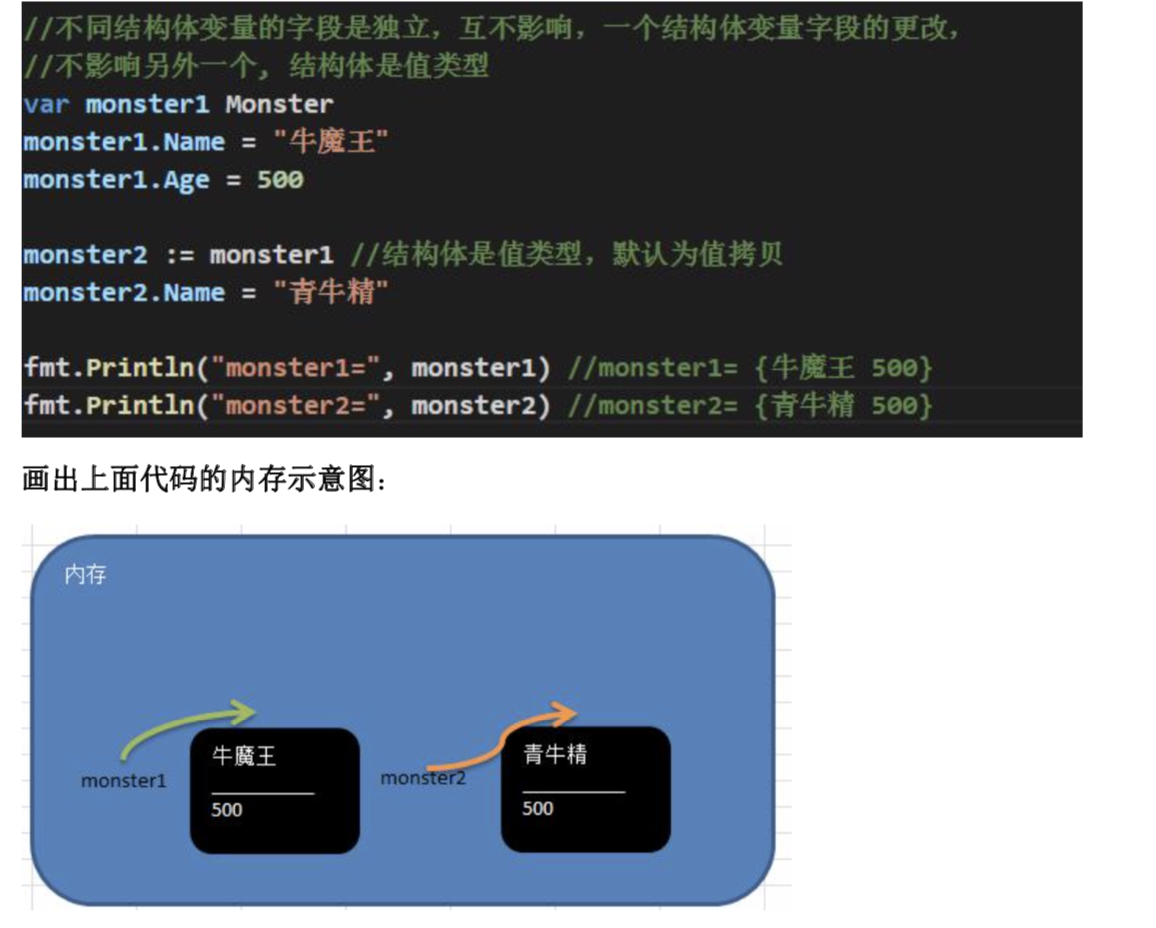 //不同结构体变量的字段是独立，互不影响，一个结构体变量字段的更改，
//不影响另外一个, 结构体是值类型
var monster1 Monster
monster1.Name = "牛魔王"
monster1.Age = 500
monster2 := monster1 //结构体是值类型，默认为值拷贝
monster2.Name = "青牛精"
fmt.Println("monster1=", monster1) //monster1= {牛魔王 500}
fmt.Println("monster2=", monster2) //monster2= {青牛精 500}
画出上面代码的内存示意图：
内存
monster1
牛魔王
500
monster2
青牛精
500